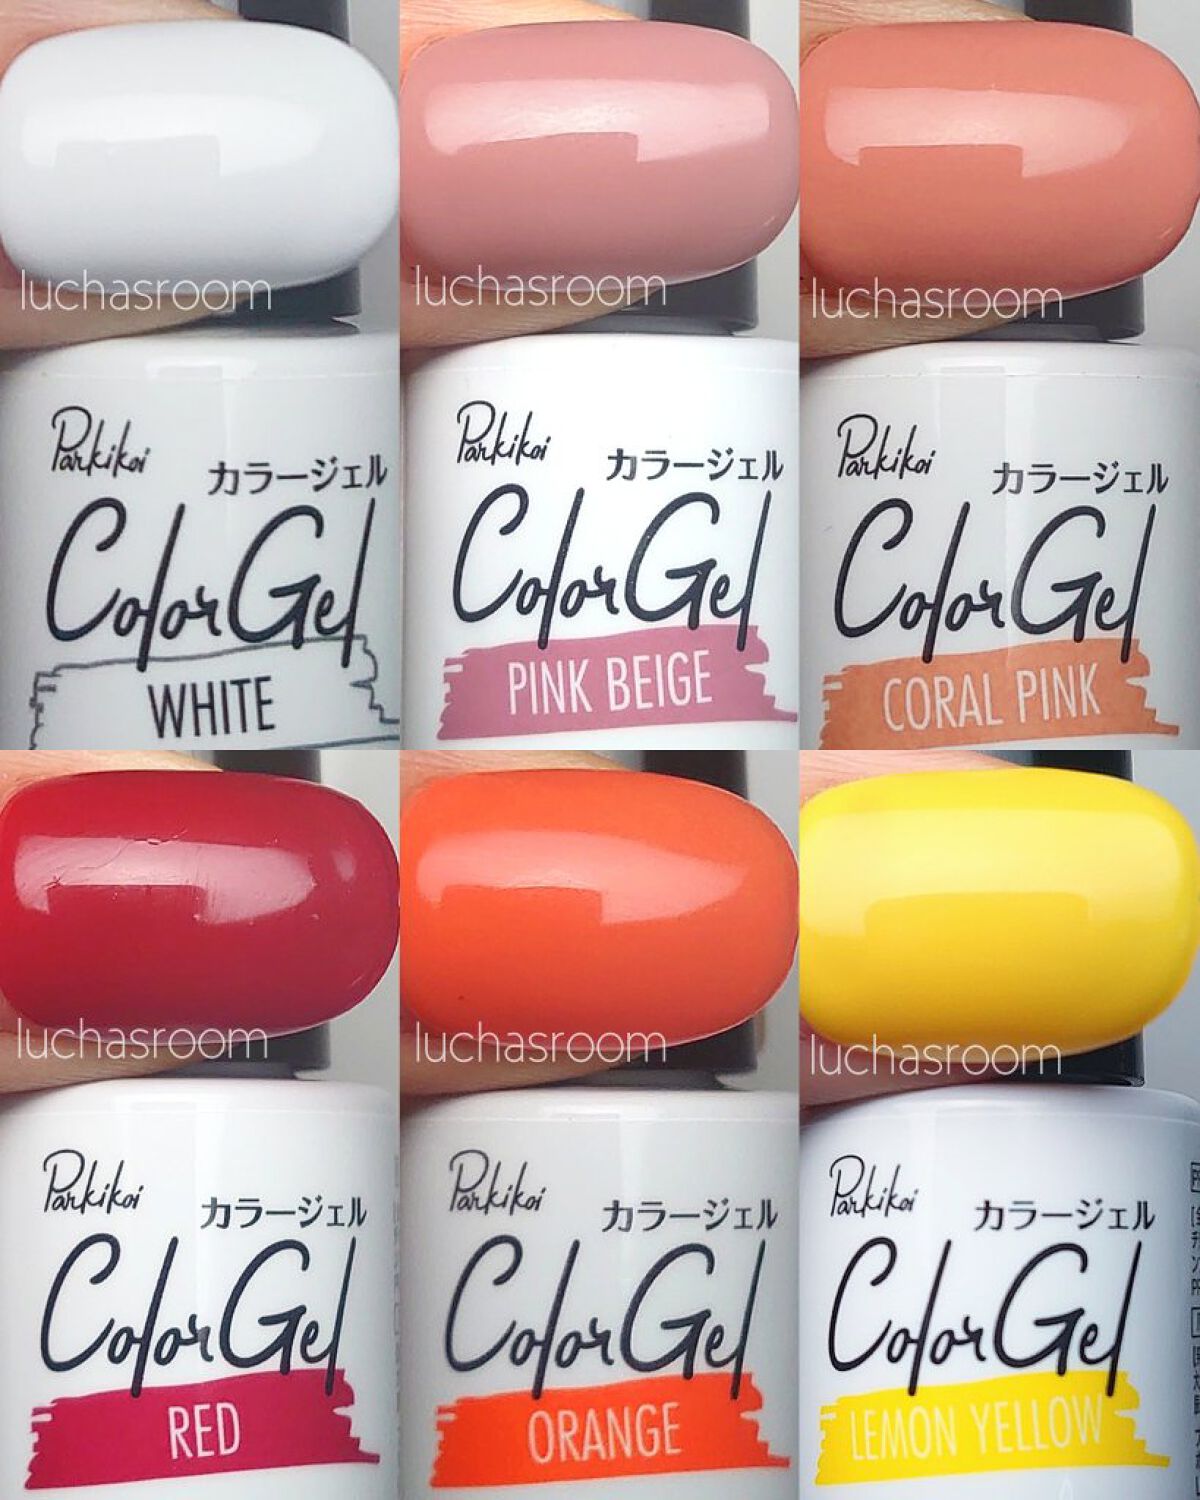 luchasroom
Parkikoi
カラージェル
ColorGel
WHITE
luchasroom
Parkikoi
カラージェル
ColorGel
PINK BEIGE
luchasroom
Parkikoi
カラージェル
ColorGel
CORAL PINK
luchasroom
Parkikoi
カラージェル
ColorGel
RED
luchasroom
Parkikoi
カラージェル
ColorGel
ORANGE
luchasroom
Parkikoi
カラージェル
ColorGel
LEMON YELLOW